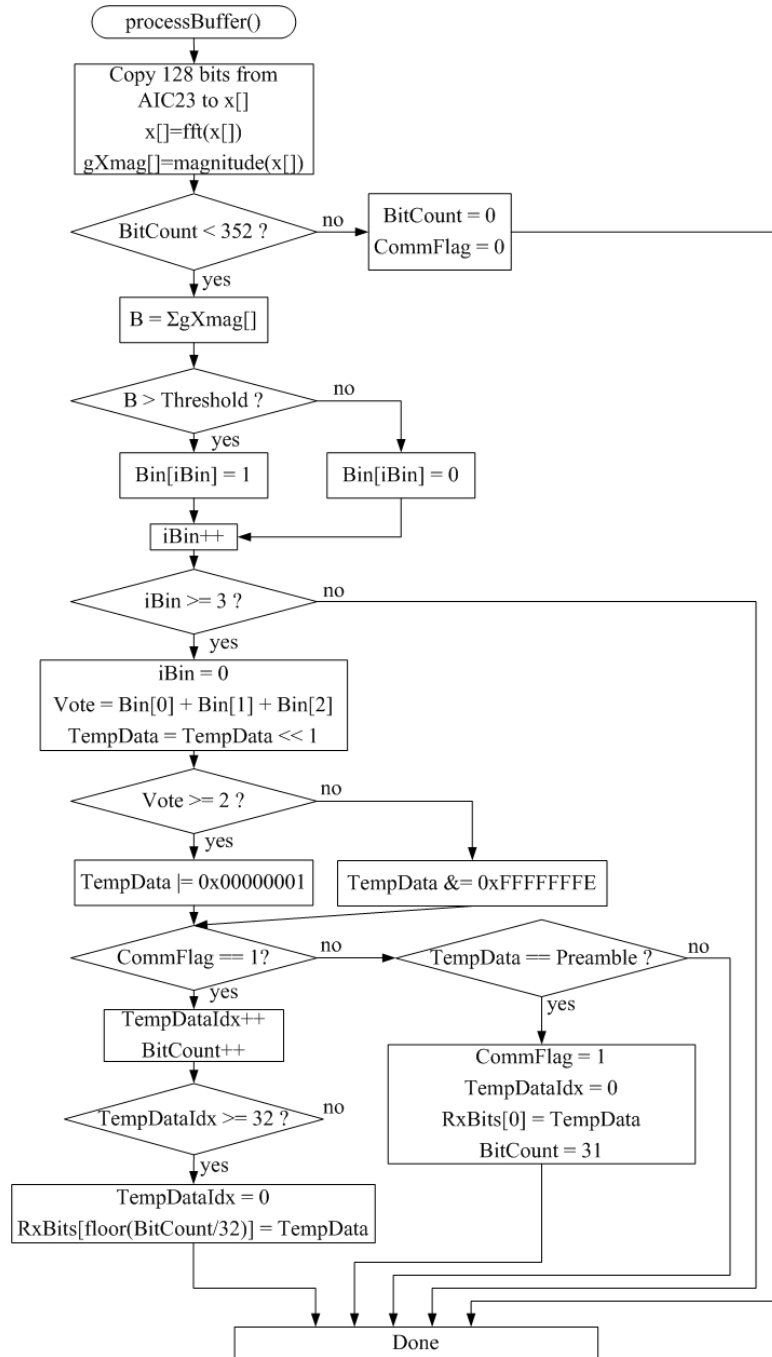 processBuffer()
Copy 128 bits from
AIC23 to x[]
x[]=fft(x[])
gXmag[]=magnitude(x[])
BitCount < 352 ?
no
BitCount = 0
CommFlag = 0
yes
B = ΣgXmag[]
B > Threshold ?
no
yes
Bin[iBin] = 1
Bin[iBin] = 0
iBin++
iBin >= 3 ?
no
yes
iBin = 0
Vote = Bin[0] + Bin[1] + Bin[2]
TempData = TempData << 1
Vote >= 2 ?
no
yes
TempData |= 0x00000001
TempData &= 0xFFFFFFFE
CommFlag == 1?
no
TempData == Preamble ?
no
yes
TempDataIdx++
BitCount++
yes
CommFlag = 1
TempDataIdx = 0
RxBits[0] = TempData
BitCount = 31
TempDataIdx >= 32 ?
no
yes
TempDataIdx = 0
RxBits[floor(BitCount/32)] = TempData
Done